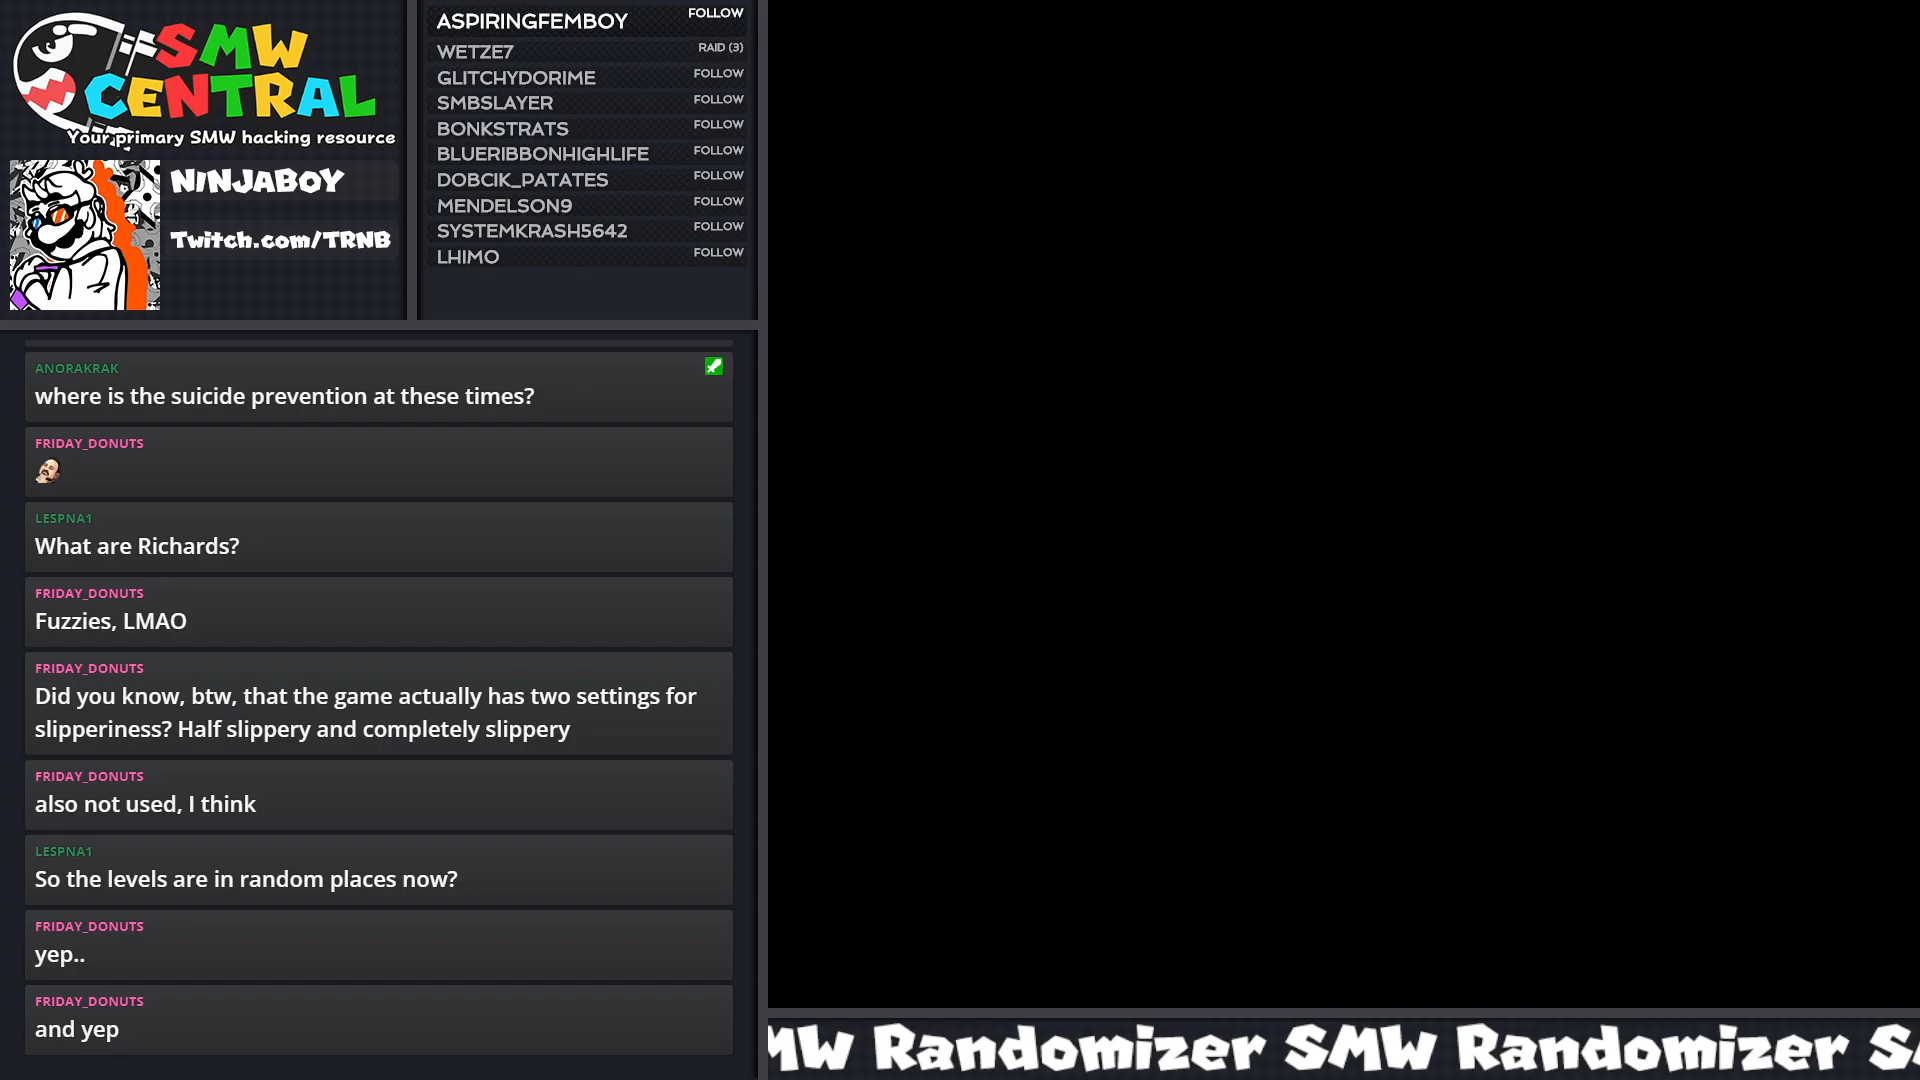 SMW
CENTRAL
Your primary SMW hacking resource
NINJABOY
Twitch.com/TRNB
ASPIRINGFEMBOY FOLLOW
WETZE7 RAID (3)
GLITCHYDORIME FOLLOW
SMBSLAYER FOLLOW
BONKSTRATS FOLLOW
BLUERIBBONHIGHLIFE FOLLOW
DOBCIK_PATATES FOLLOW
MENDELSON9 FOLLOW
SYSTEMKRASH5642 FOLLOW
LHIMO FOLLOW
ANORAKRAK
where is the suicide prevention at these times?
FRIDAY_DONUTS
LESPNA1
What are Richards?
FRIDAY_DONUTS
Fuzzies, LMAO
FRIDAY_DONUTS
Did you know, btw, that the game actually has two settings for
slipperiness? Half slippery and completely slippery
FRIDAY_DONUTS
also not used, I think
LESPNA1
So the levels are in random places now?
FRIDAY_DONUTS
yep..
FRIDAY_DONUTS
and yep
MW Randomizer SMW Randomizer S